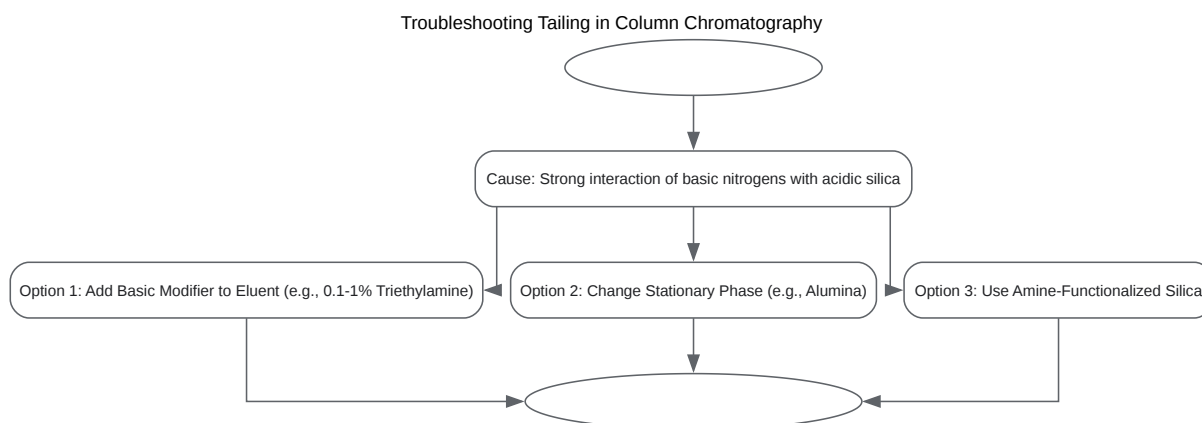 Troubleshooting Tailing in Column Chromatography
Cause: Strong interaction of basic nitrogens with acidic silica
Option 1: Add Basic Modifier to Eluent (e.g., 0.1-1% Triethylamine)
Option 2: Change Stationary Phase (e.g., Alumina)
Option 3: Use Amine-Functionalized Silica